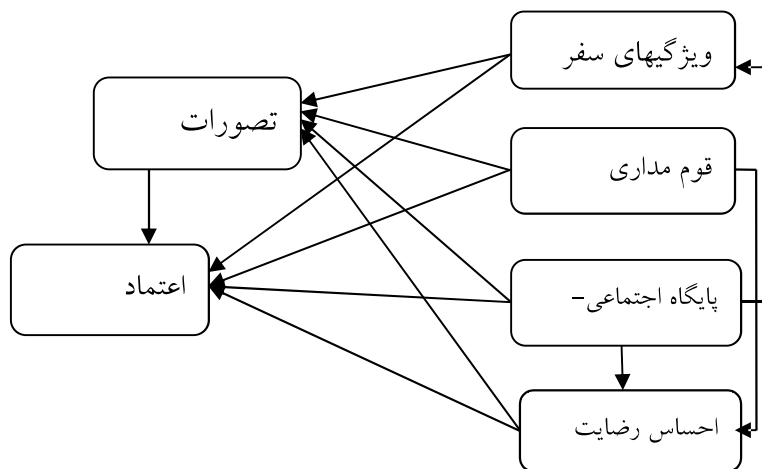 ویژگیهای سفر
تصورات
قوم مداری
اعتماد
پایگاه اجتماعی-
احساس رضایت